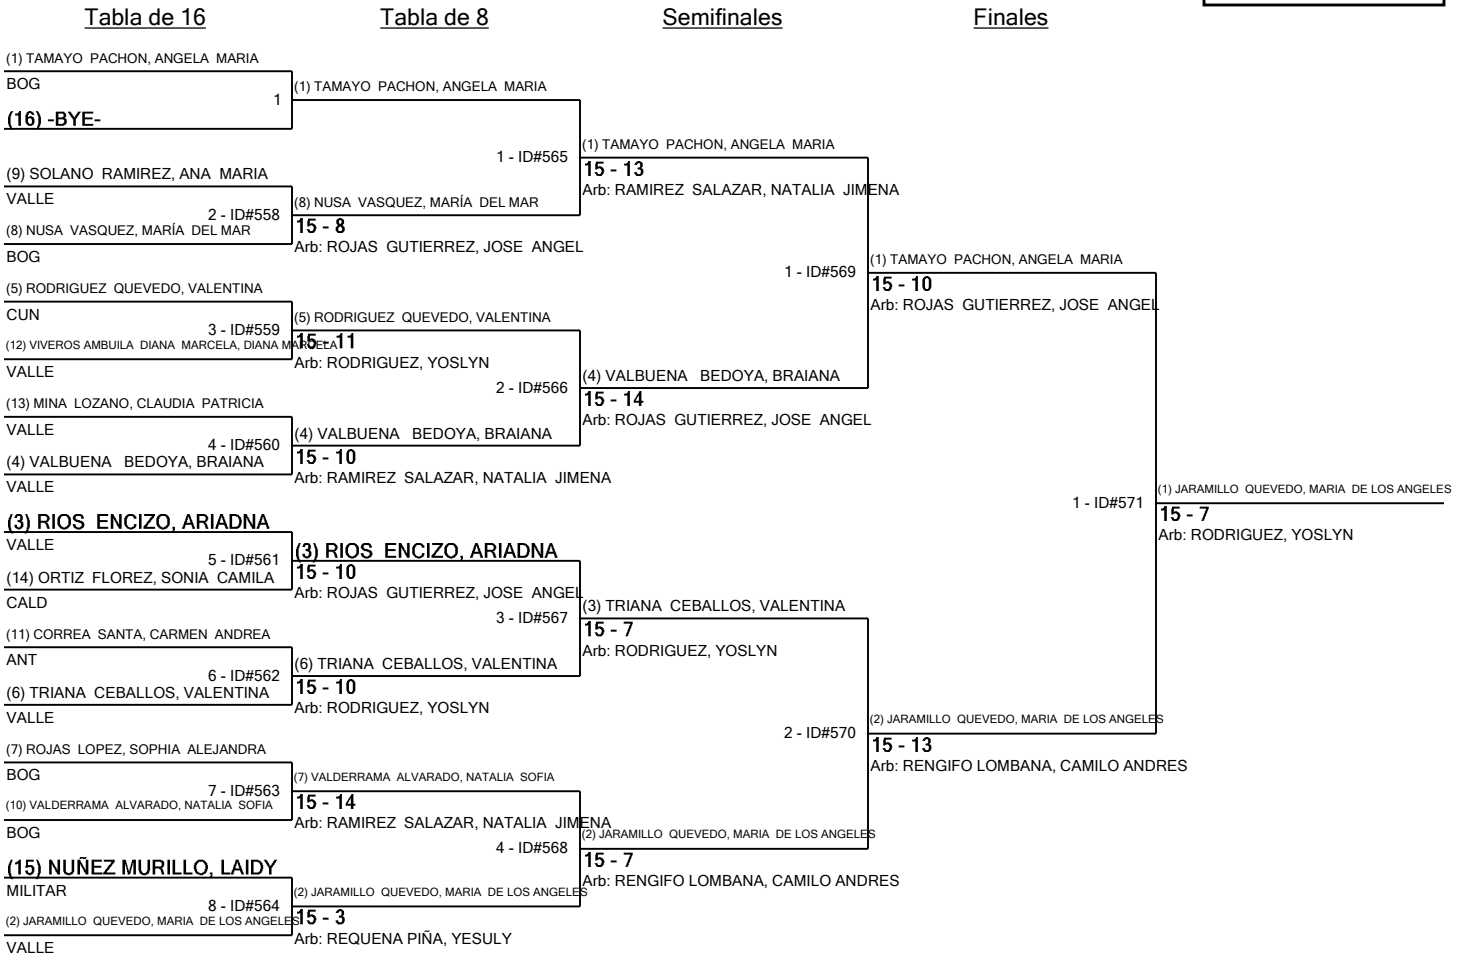 Tabla de 16
Tabla de 8
Semifinales
Finales
(1) TAMAYO PACHON, ANGELA MARIA
BOG
1
(16) -BYE-
(9) SOLANO RAMIREZ, ANA MARIA
VALLE
2 - ID#558
(8) NUSA VASQUEZ, MARÍA DEL MAR
BOG
(5) RODRIGUEZ QUEVEDO, VALENTINA
CUN
3 - ID#559
(12) VIVEROS AMBUILA DIANA MARCELA, DIANA MARCELA
VALLE
(13) MINA LOZANO, CLAUDIA PATRICIA
VALLE
4 - ID#560
(4) VALBUENA BEDOYA, BRAIANA
VALLE
(3) RIOS ENCIZO, ARIADNA
VALLE
5 - ID#561
(14) ORTIZ FLOREZ, SONIA CAMILA
CALD
(11) CORREA SANTA, CARMEN ANDREA
ANT
6 - ID#562
(6) TRIANA CEBALLOS, VALENTINA
VALLE
(7) ROJAS LOPEZ, SOPHIA ALEJANDRA
BOG
7 - ID#563
(10) VALDERRAMA ALVARADO, NATALIA SOFIA
BOG
(15) NUÑEZ MURILLO, LAIDY
MILITAR
8 - ID#564
(2) JARAMILLO QUEVEDO, MARIA DE LOS ANGELES
VALLE
(1) TAMAYO PACHON, ANGELA MARIA
1 - ID#565
(8) NUSA VASQUEZ, MARÍA DEL MAR
15 - 8
Arb: ROJAS GUTIERREZ, JOSE ANGEL
(5) RODRIGUEZ QUEVEDO, VALENTINA
15 - 11
Arb: RODRIGUEZ, YOSLYN
2 - ID#566
(4) VALBUENA BEDOYA, BRAIANA
15 - 10
Arb: RAMIREZ SALAZAR, NATALIA JIMENA
(3) RIOS ENCIZO, ARIADNA
15 - 10
Arb: ROJAS GUTIERREZ, JOSE ANGEL
3 - ID#567
(6) TRIANA CEBALLOS, VALENTINA
15 - 10
Arb: RODRIGUEZ, YOSLYN
(7) VALDERRAMA ALVARADO, NATALIA SOFIA
15 - 14
Arb: RAMIREZ SALAZAR, NATALIA JIMENA
4 - ID#568
(2) JARAMILLO QUEVEDO, MARIA DE LOS ANGELES
15 - 3
Arb: REQUENA PIÑA, YESULY
(1) TAMAYO PACHON, ANGELA MARIA
15 - 13
Arb: RAMIREZ SALAZAR, NATALIA JIMENA
1 - ID#569
(4) VALBUENA BEDOYA, BRAIANA
15 - 14
Arb: ROJAS GUTIERREZ, JOSE ANGEL
(3) TRIANA CEBALLOS, VALENTINA
15 - 7
Arb: RODRIGUEZ, YOSLYN
2 - ID#570
(2) JARAMILLO QUEVEDO, MARIA DE LOS ANGELES
15 - 7
Arb: RENGIFO LOMBANA, CAMILO ANDRES
(1) TAMAYO PACHON, ANGELA MARIA
15 - 10
Arb: ROJAS GUTIERREZ, JOSE ANGEL
1 - ID#571
(2) JARAMILLO QUEVEDO, MARIA DE LOS ANGELES
15 - 13
Arb: RENGIFO LOMBANA, CAMILO ANDRES
(1) JARAMILLO QUEVEDO, MARIA DE LOS ANGELES
15 - 7
Arb: RODRIGUEZ, YOSLYN